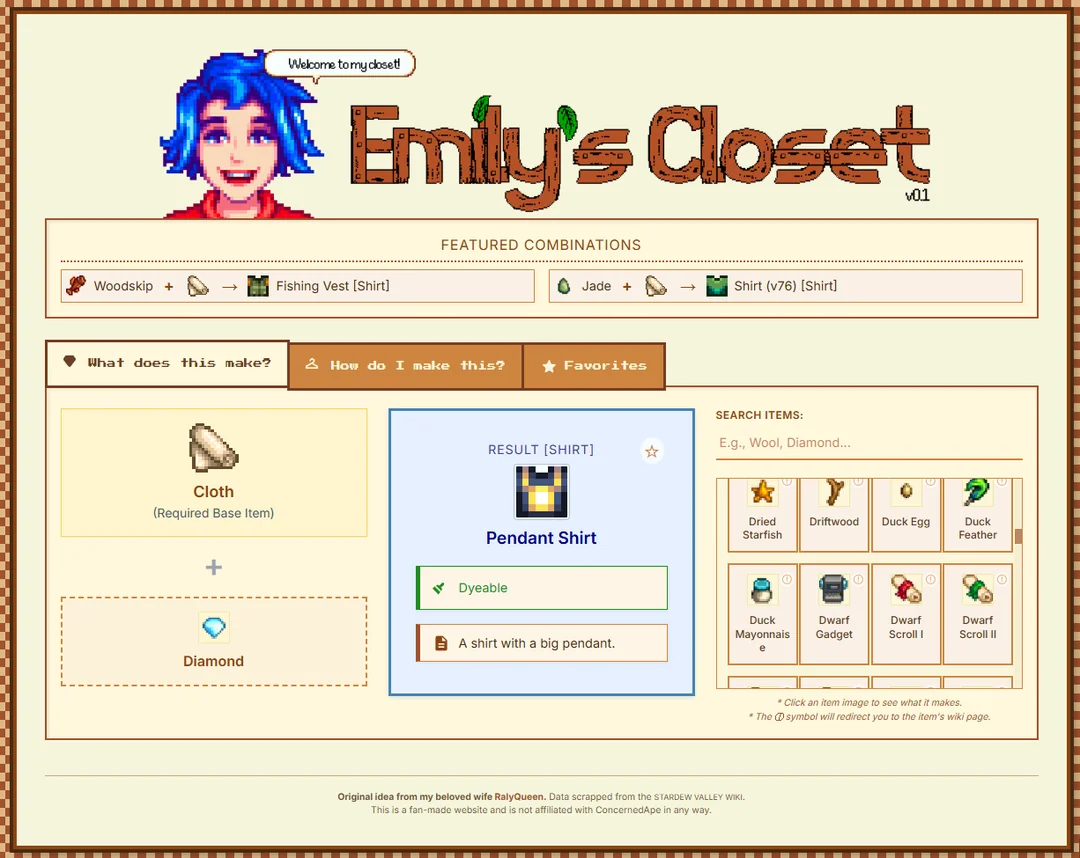 Welcome to my closet!
Emily's Closet
v0.1
FEATURED COMBINATIONS
Woodskip + → Fishing Vest [Shirt]
Jade + → Shirt (v76) [Shirt]
What does this make?
How do I make this?
Favorites
Cloth
(Required Base Item)
+
Diamond
RESULT [SHIRT]
Pendant Shirt
Dyeable
A shirt with a big pendant.
SEARCH ITEMS:
E.g., Wool, Diamond...
Dried
Starfish
Driftwood
Duck Egg
Duck
Feather
Duck
Mayonnais
e
Dwarf
Gadget
Dwarf
Scroll I
Dwarf
Scroll II
* Click an item image to see what it makes.
* The ⓘ symbol will redirect you to the item's wiki page.
Original idea from my beloved wife RalyQueen. Data scrapped from the STARDEW VALLEY WIKI.
This is a fan-made website and is not affiliated with ConcernedApe in any way.